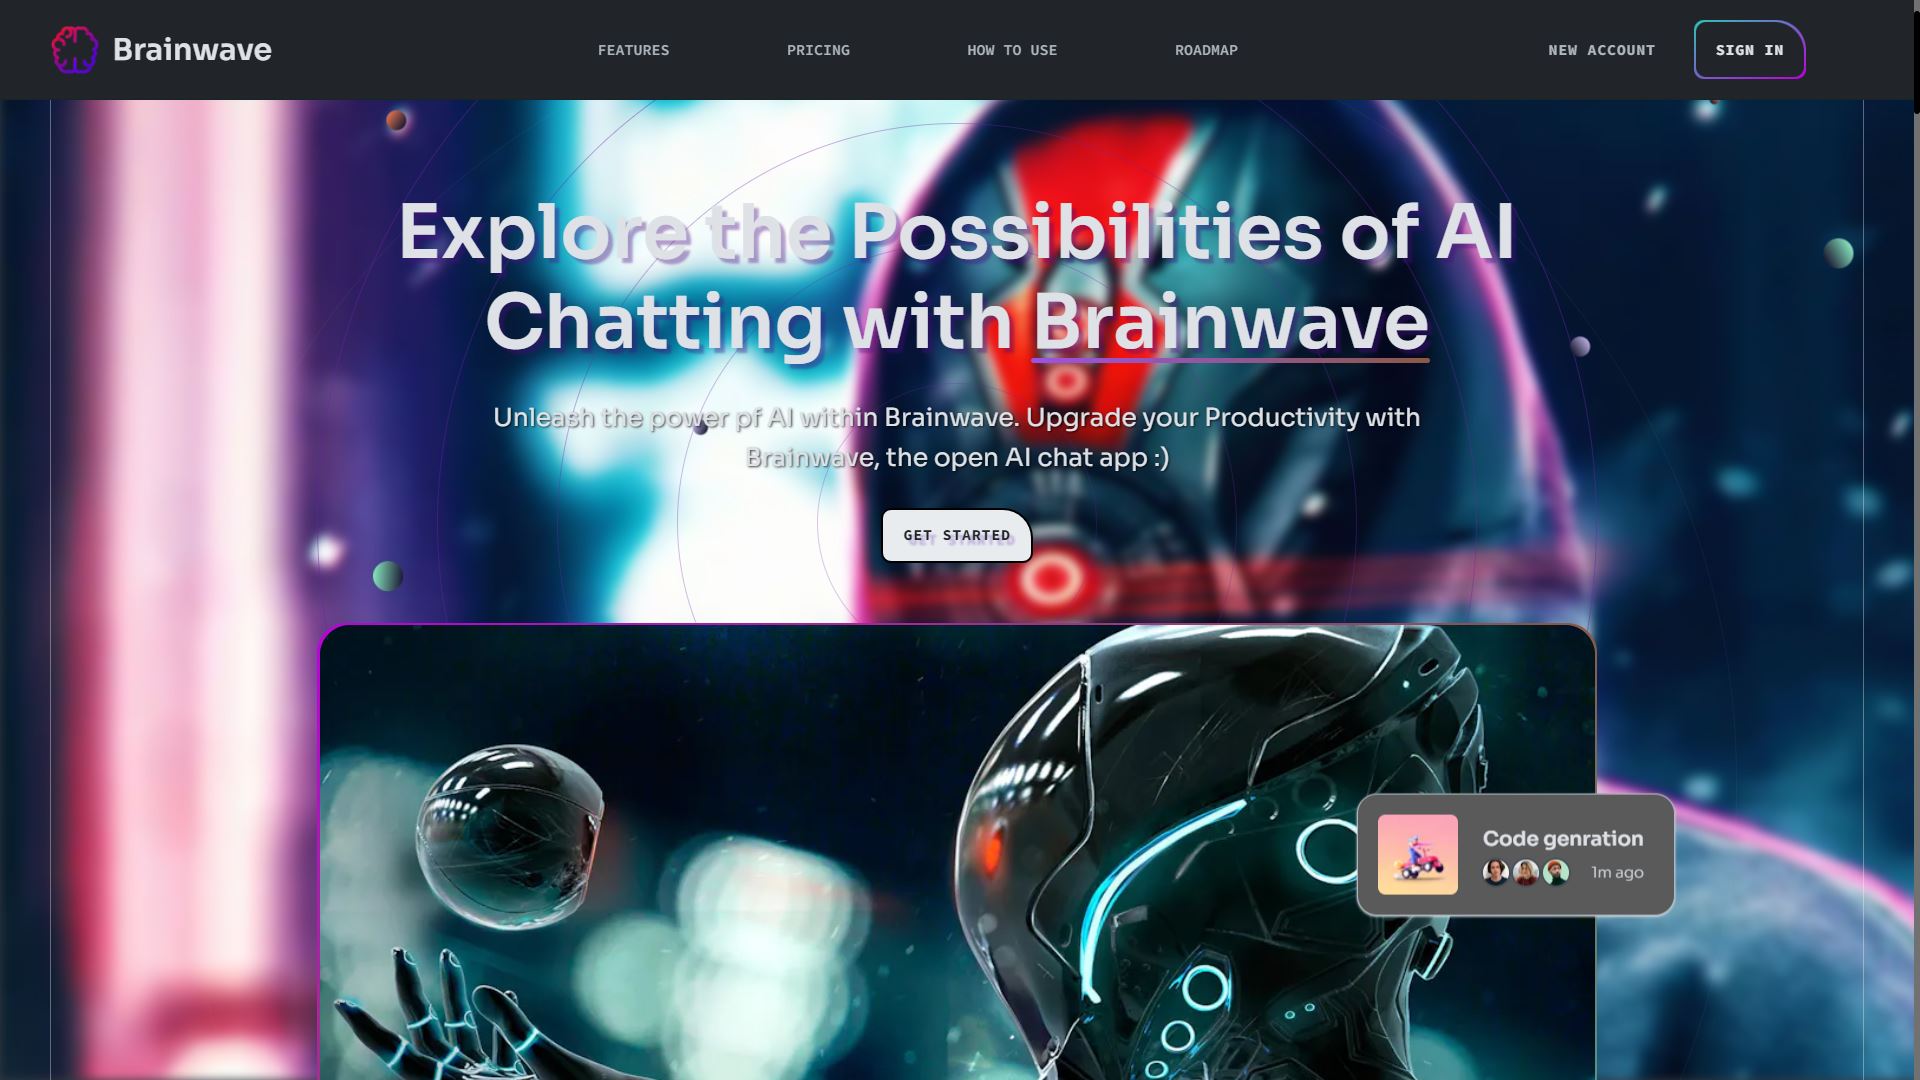 Brainwave
FEATURES
PRICING
HOW TO USE
ROADMAP
NEW ACCOUNT
SIGN IN
Explore the Possibilities of AI
Chatting with Brainwave
Unleash the power pf AI within Brainwave. Upgrade your Productivity with
Brainwave, the open AI chat app :)
GET STARTED
Code genration
1m ago